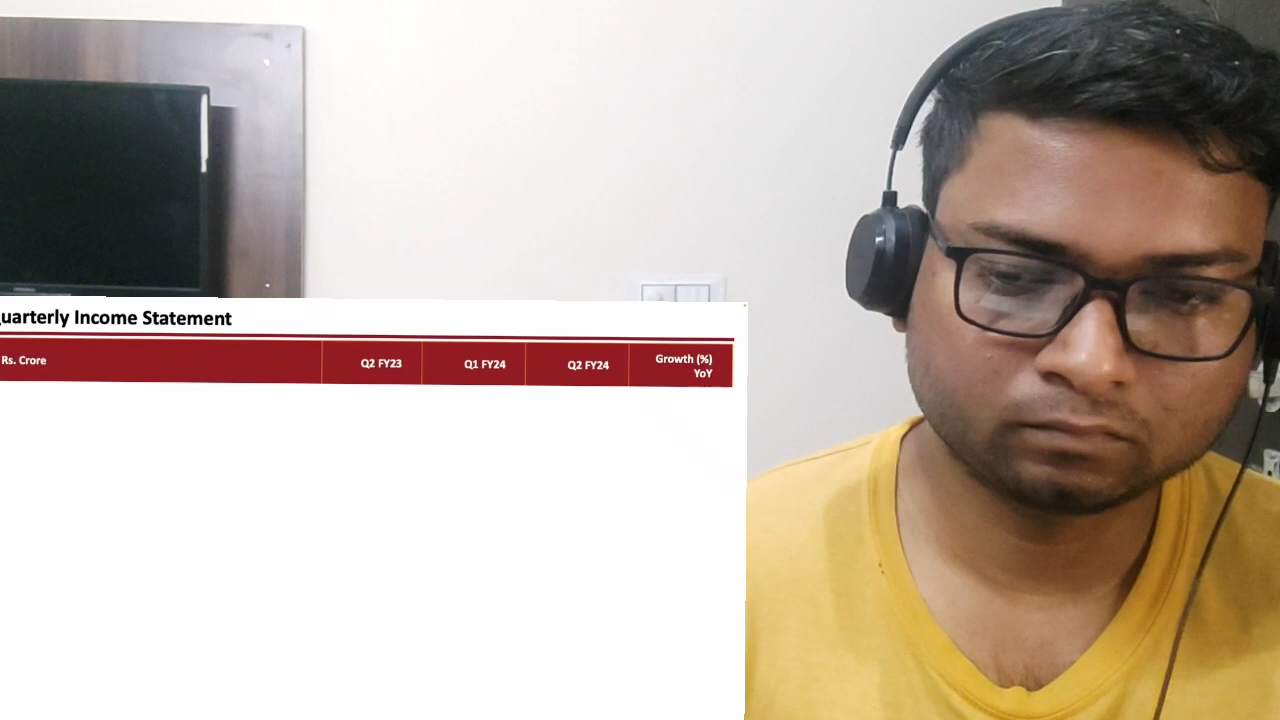 uarterly Income Statement
Rs. Crore Q2 FY23 Q1 FY24 Q2 FY24 Growth (%)
YoY